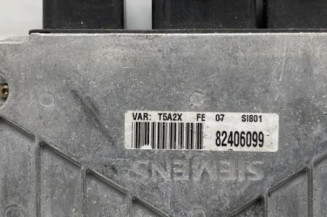 VAR: T5A2X FE 07 SI801
82406099
SIEMENS